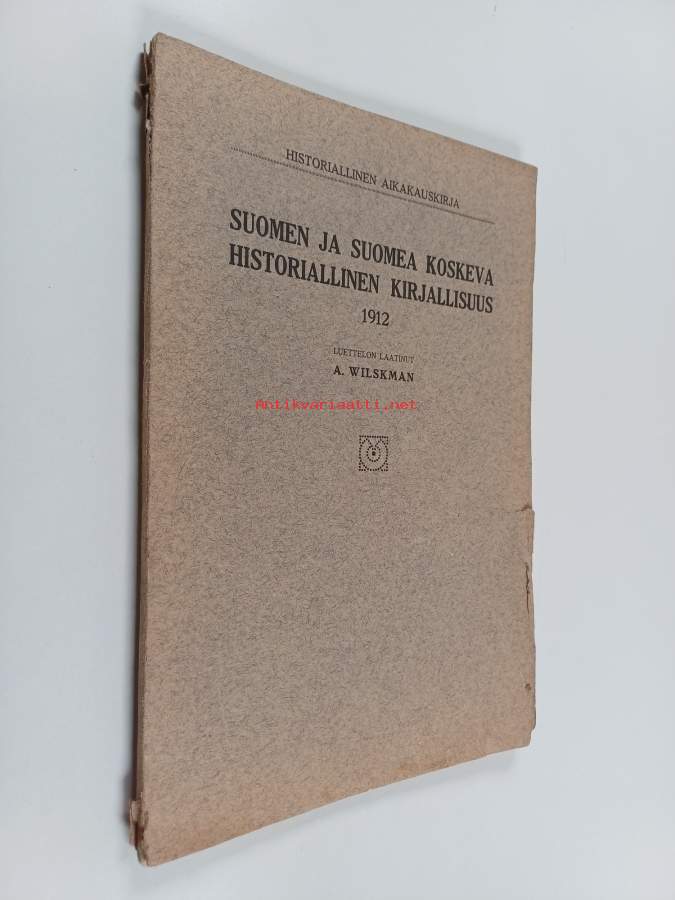 HISTORIALLINEN AIKAKAUSKIRJA
SUOMEN JA SUOMEA KOSKEVA
HISTORIALLINEN KIRJALLISUUS
1912
LUETTELON LAATINUT
A. WILSKMAN
Antikvariaatti.net